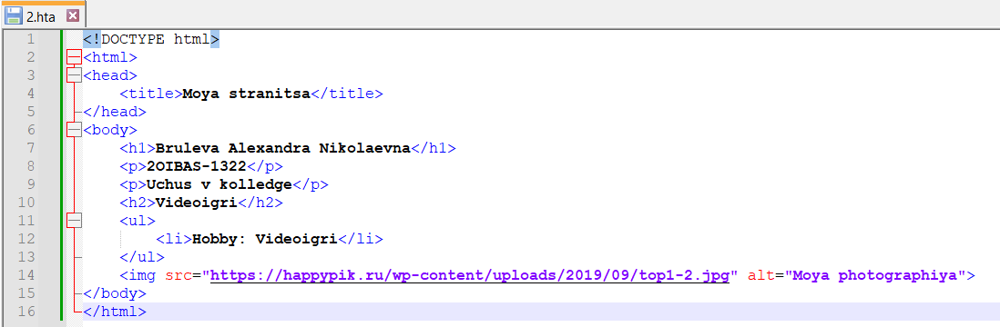 2.hta
1 <!DOCTYPE html>
2 <html>
3 <head>
4 <title>Moya stranitsa</title>
5 </head>
6 <body>
7 <h1>Bruleva Alexandra Nikolaevna</h1>
8 <p>2OIBAS-1322</p>
9 <p>Uchus v kolledge</p>
10 <h2>Videoigri</h2>
11 <ul>
12 <li>Hobby: Videoigri</li>
13 </ul>
14 <img src="https://happypik.ru/wp-content/uploads/2019/09/top1-2.jpg" alt="Moya photographiya">
15 </body>
16 </html>